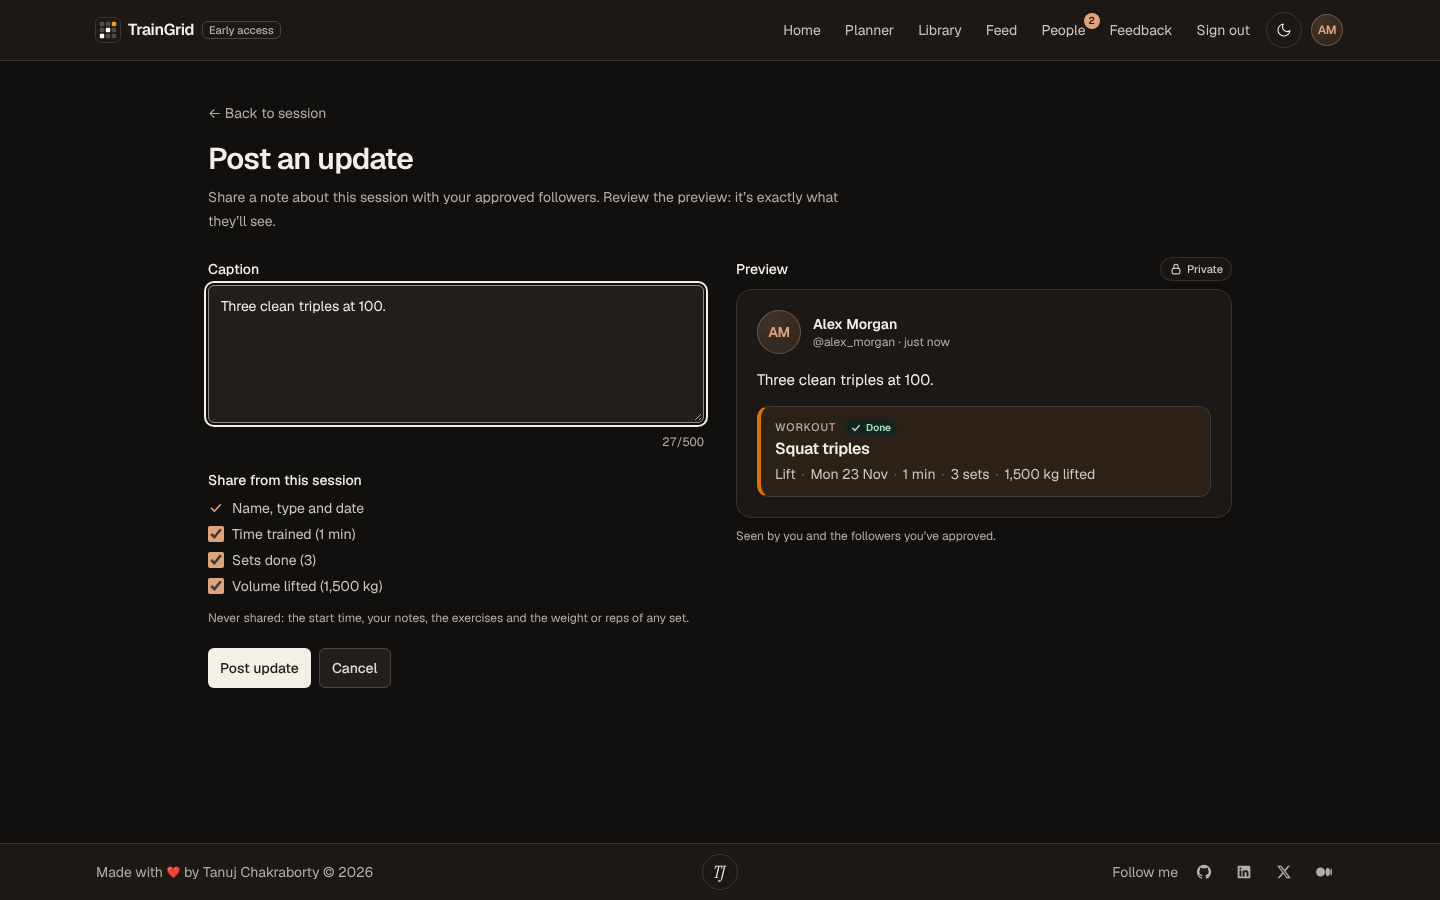 TrainGrid Early access Home Planner Library Feed People 2 Feedback Sign out AM
← Back to session
Post an update
Share a note about this session with your approved followers. Review the preview: it's exactly what
they'll see.
Caption
Three clean triples at 100.
27/500
Share from this session
Name, type and date
Time trained (1 min)
Sets done (3)
Volume lifted (1,500 kg)
Never shared: the start time, your notes, the exercises and the weight or reps of any set.
Post update Cancel
Preview Private
AM Alex Morgan
@alex_morgan · just now
Three clean triples at 100.
WORKOUT Done
Squat triples
Lift · Mon 23 Nov · 1 min · 3 sets · 1,500 kg lifted
Seen by you and the followers you've approved.
Made with ❤️ by Tanuj Chakraborty © 2026 TJ Follow me